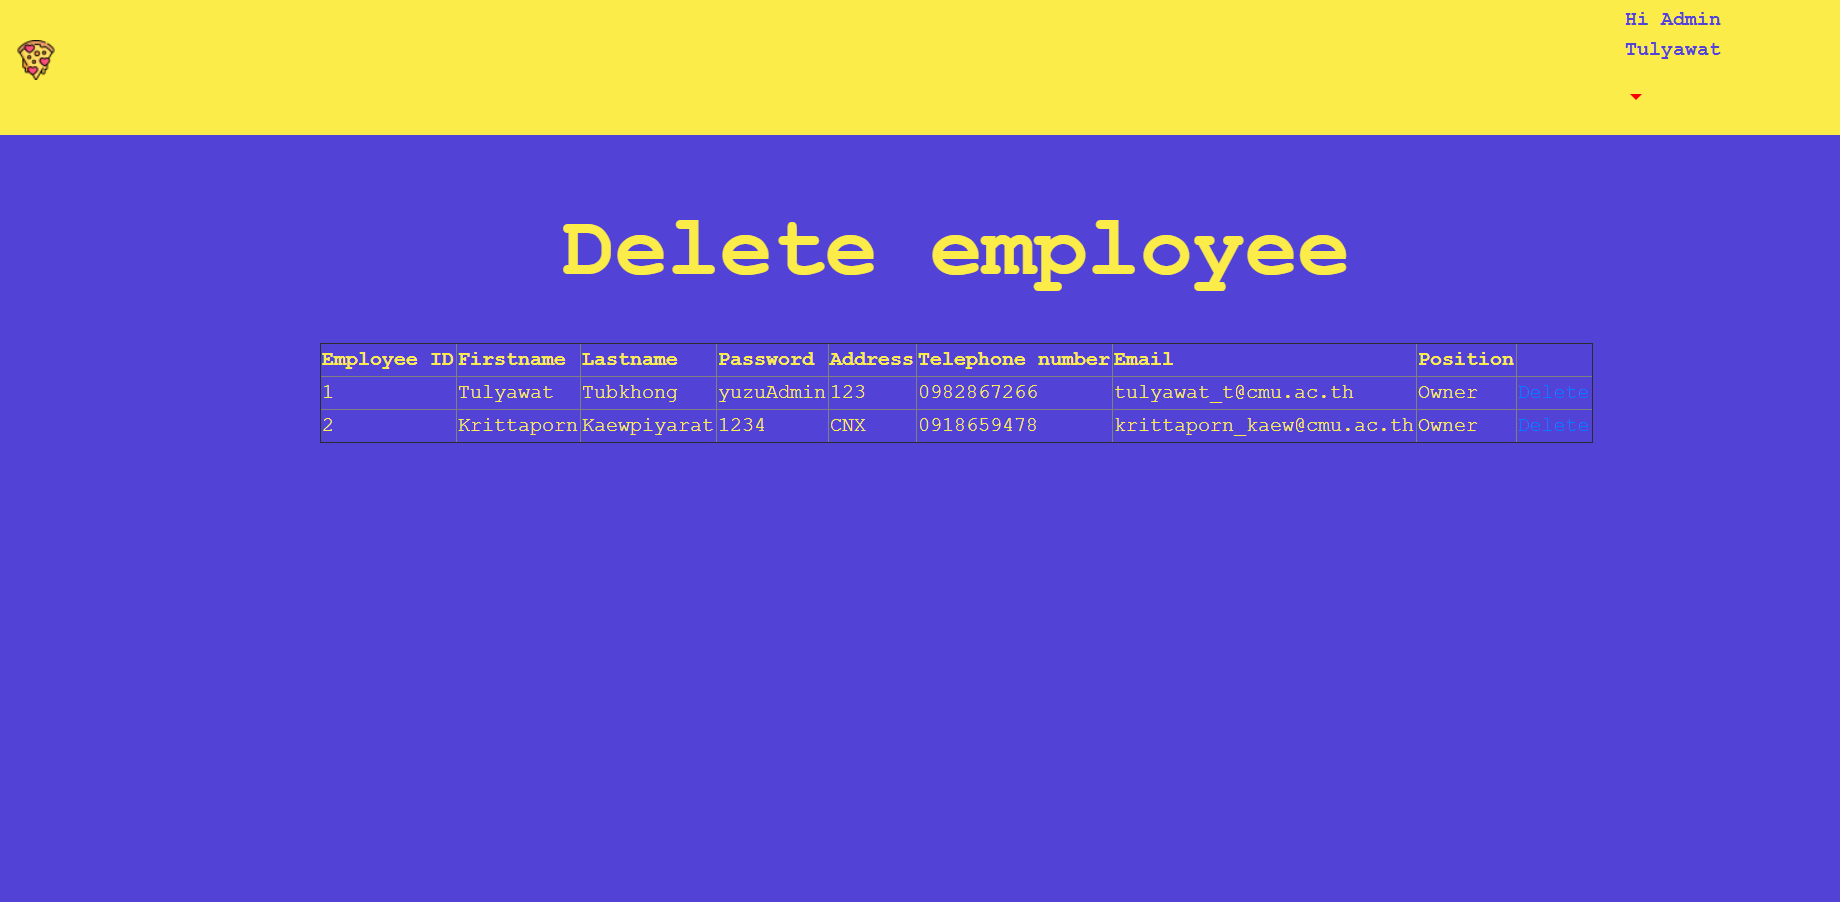 Hi Admin
Tulyawat
Delete employee
Employee ID Firstname Lastname Password Address Telephone number Email Position
1 Tulyawat Tubkhong yuzuAdmin 123 0982867266 tulyawat_t@cmu.ac.th Owner Delete
2 Krittaporn Kaewpiyarat 1234 CNX 0918659478 krittaporn_kaew@cmu.ac.th Owner Delete